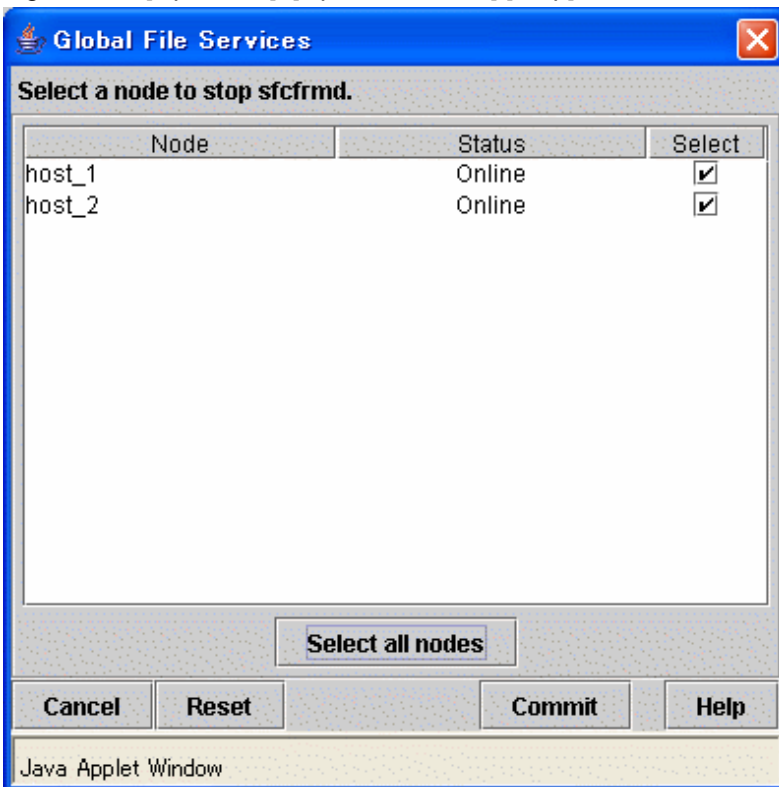 Global File Services
Select a node to stop sfcfrmd.
Node Status Select
host_1 Online
host_2 Online
Select all nodes
Cancel Reset Commit Help
Java Applet Window